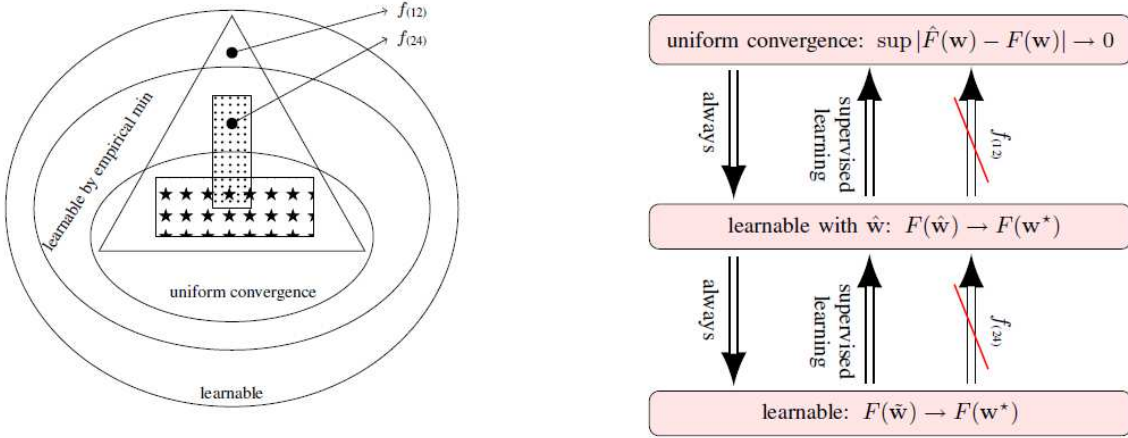 f(12)
f(24)
learnable by empirical min
uniform convergence
learnable
uniform convergence: sup |F̂(w) − F(w)| → 0
always
supervised
learning
f(12)
learnable with ŵ: F(ŵ) → F(w⋆)
always
supervised
learning
f(24)
learnable: F(w̃) → F(w⋆)